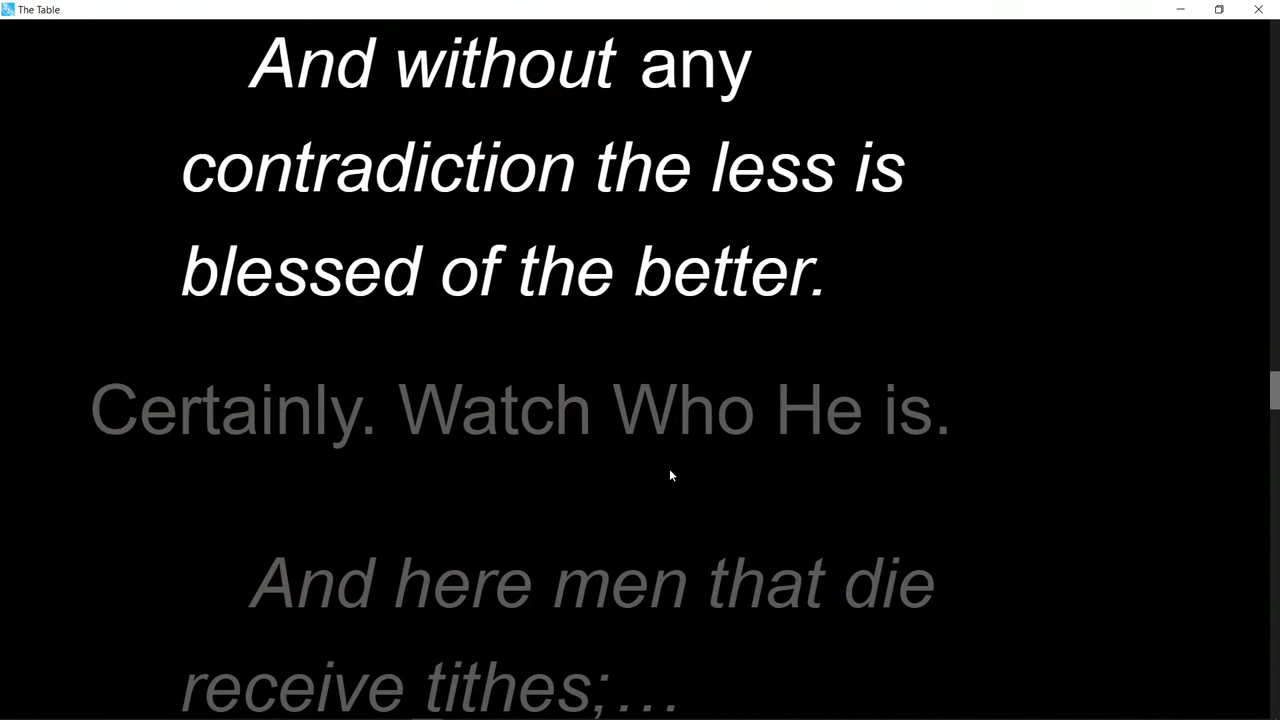 The Table
And without any
contradiction the less is
blessed of the better.
Certainly. Watch Who He is.
And here men that die
receive tithes;…